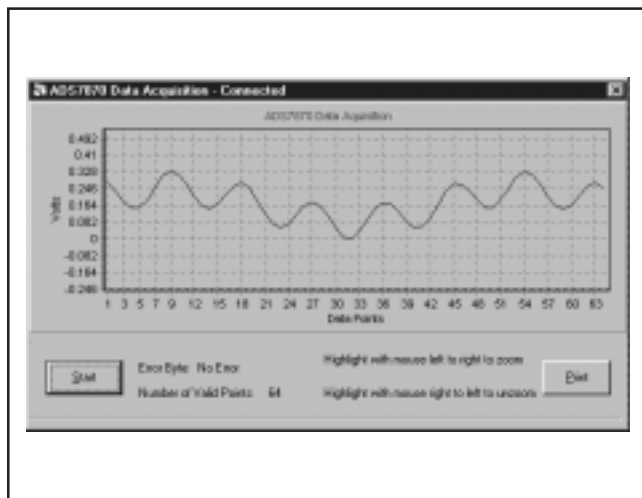 ADS7870 Data Acquisition - Connected
ADS7870 Data Acquisition
Volts
0.492
0.41
0.328
0.246
0.164
0.082
0
-0.082
-0.164
-0.246
1 3 5 7 9 12 15 18 21 24 27 30 33 36 39 42 45 48 51 54 57 60 63
Data Points
Start
Error Byte: No Error
Number of Valid Points: 64
Highlight with mouse left to right to zoom
Highlight with mouse right to left to unzoom
Print